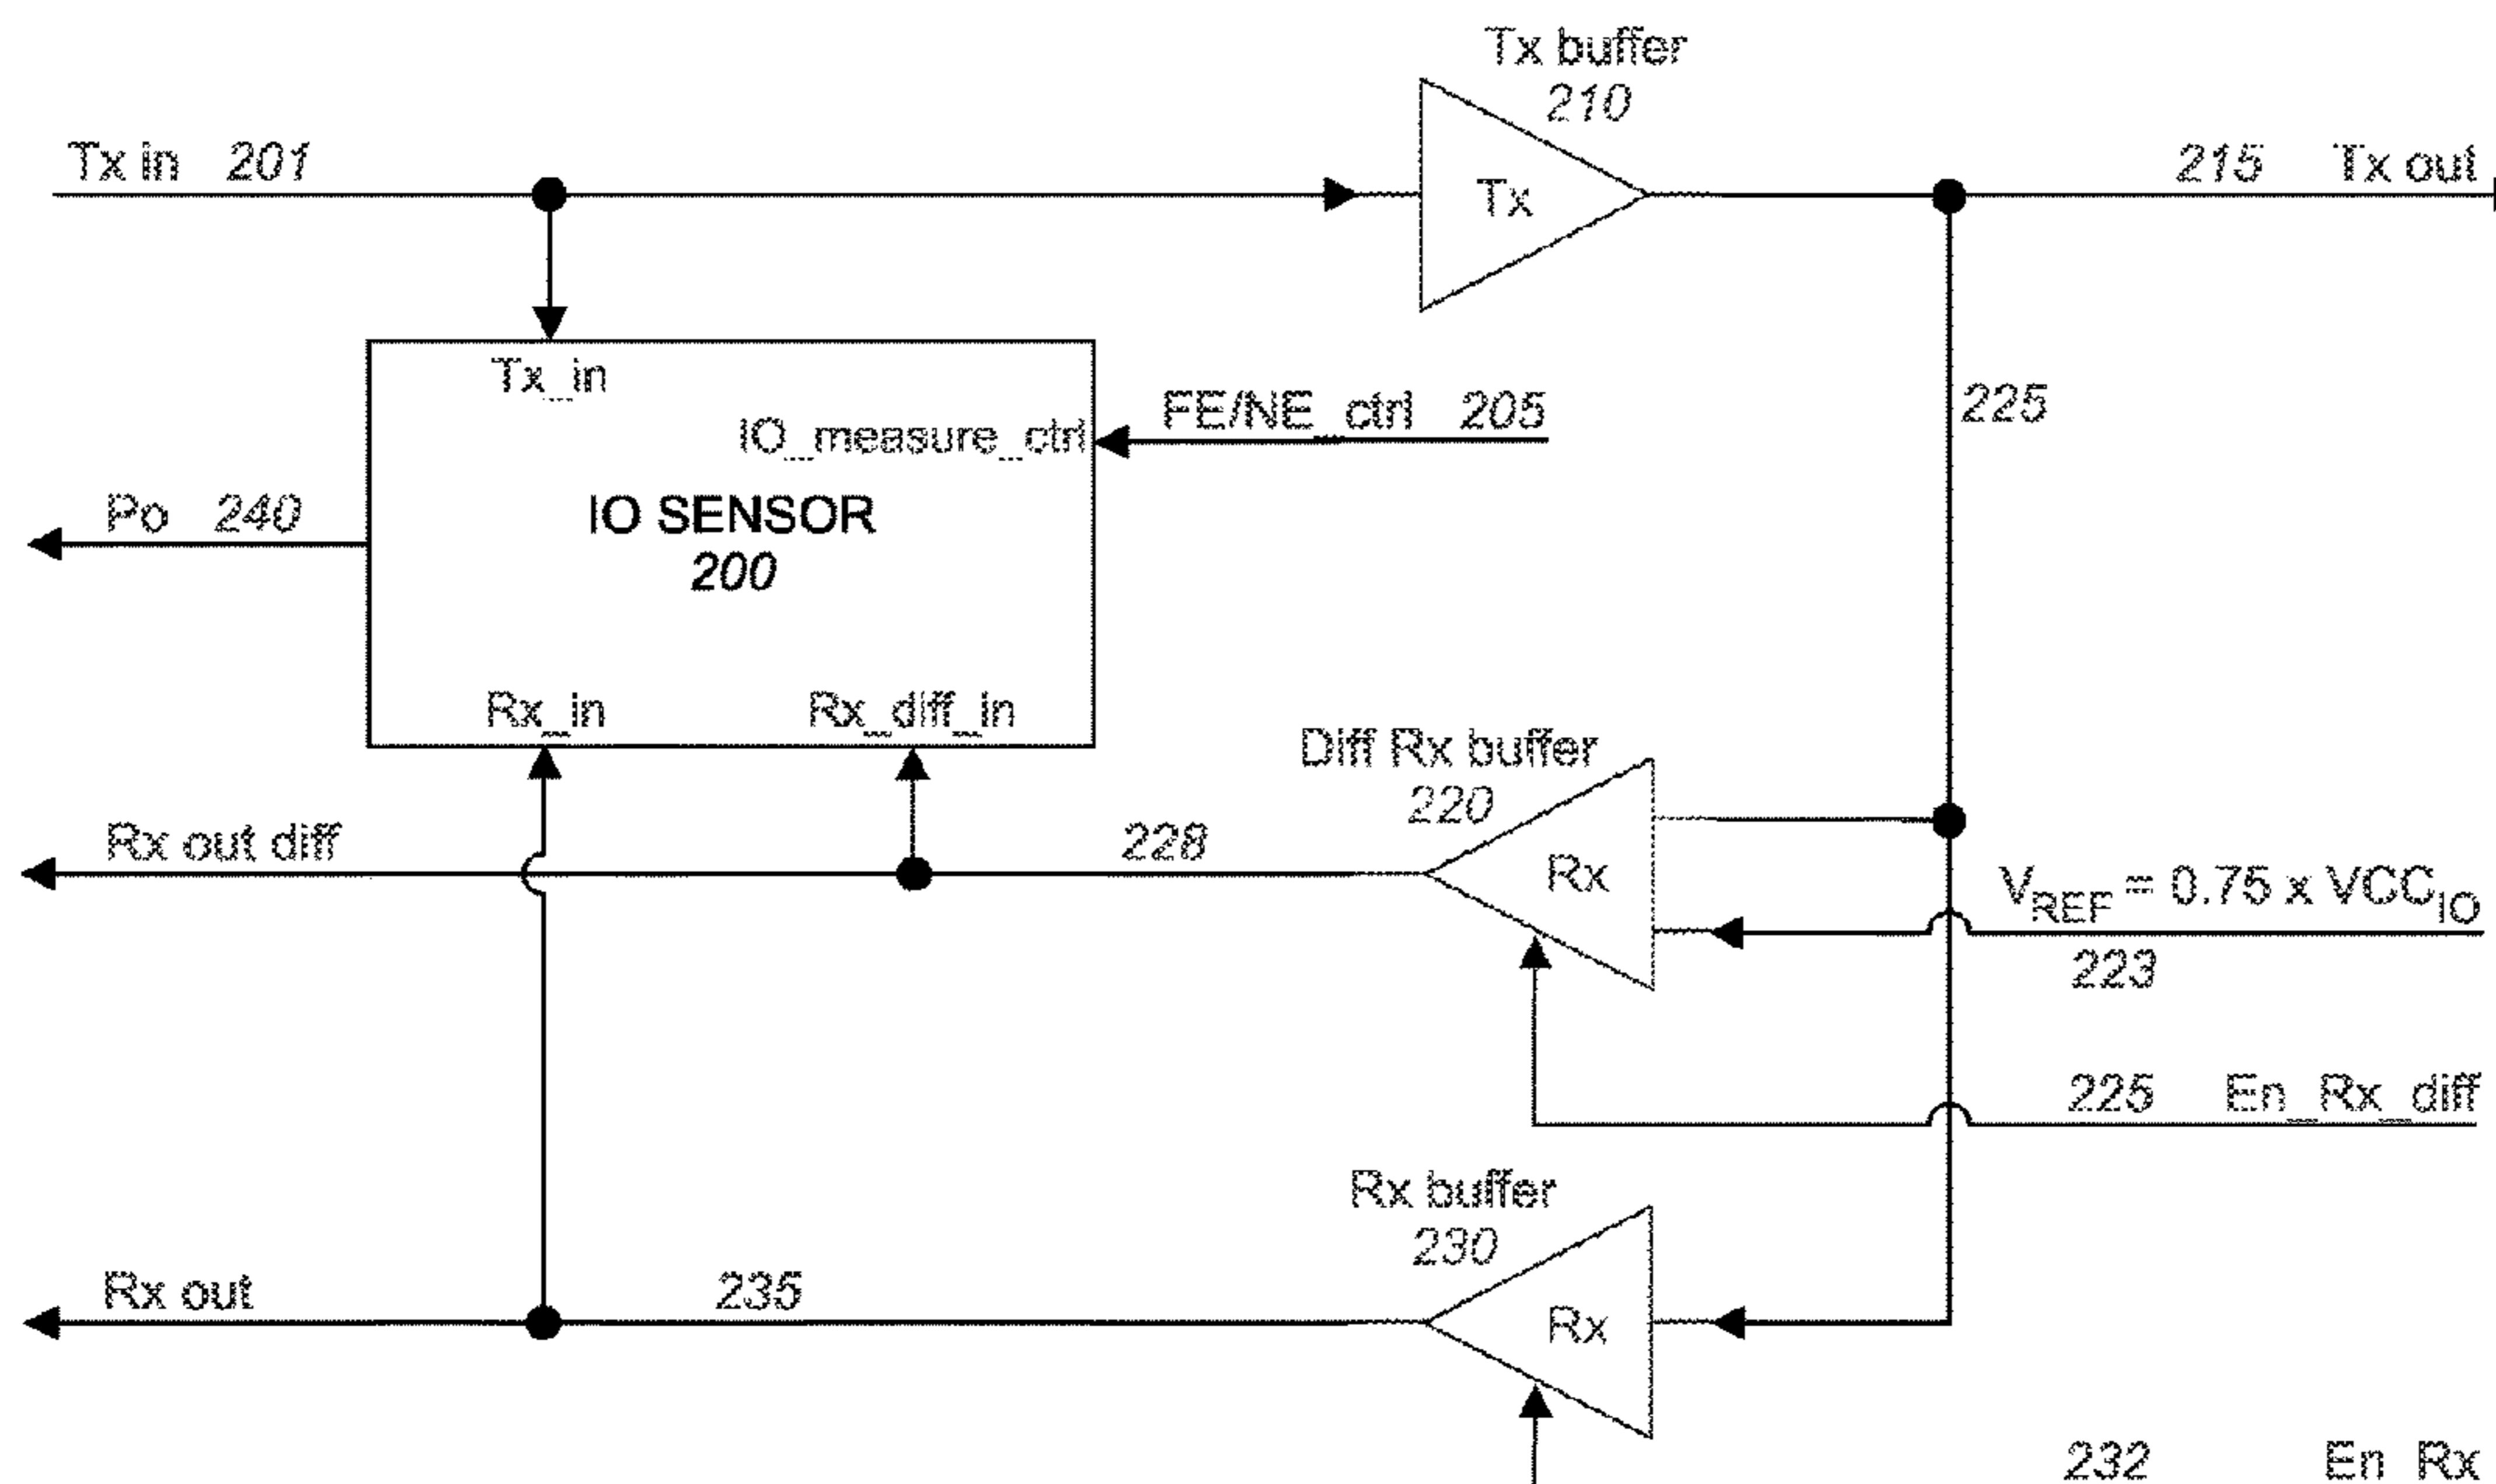 Tx buffer
210
Tx in 201
Tx
215 Tx out
Tx_in
FE/NE_ctrl 205
225
IO_measure_ctrl
Po 240
IO SENSOR
200
Rx_in
Rx_diff_in
Diff Rx buffer
220
Rx out diff
228
Rx
VREF = 0.75 x VCCIO
223
225 En_Rx_diff
Rx buffer
230
Rx out
235
Rx
232 En_Rx